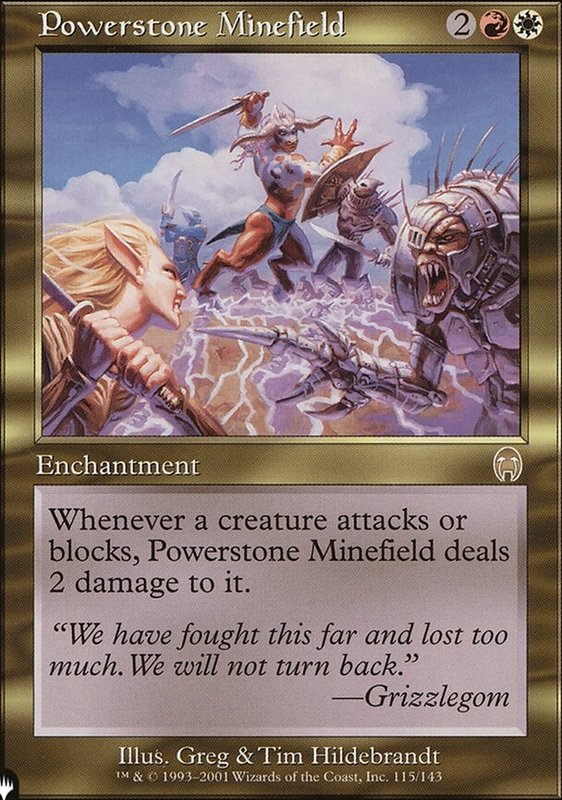 Powerstone Minefield 2
Enchantment
Whenever a creature attacks or
blocks, Powerstone Minefield deals
2 damage to it.
“We have fought this far and lost too
much. We will not turn back.”
—Grizzlegom
Illus. Greg & Tim Hildebrandt
™ & © 1993–2001 Wizards of the Coast, Inc. 115/143